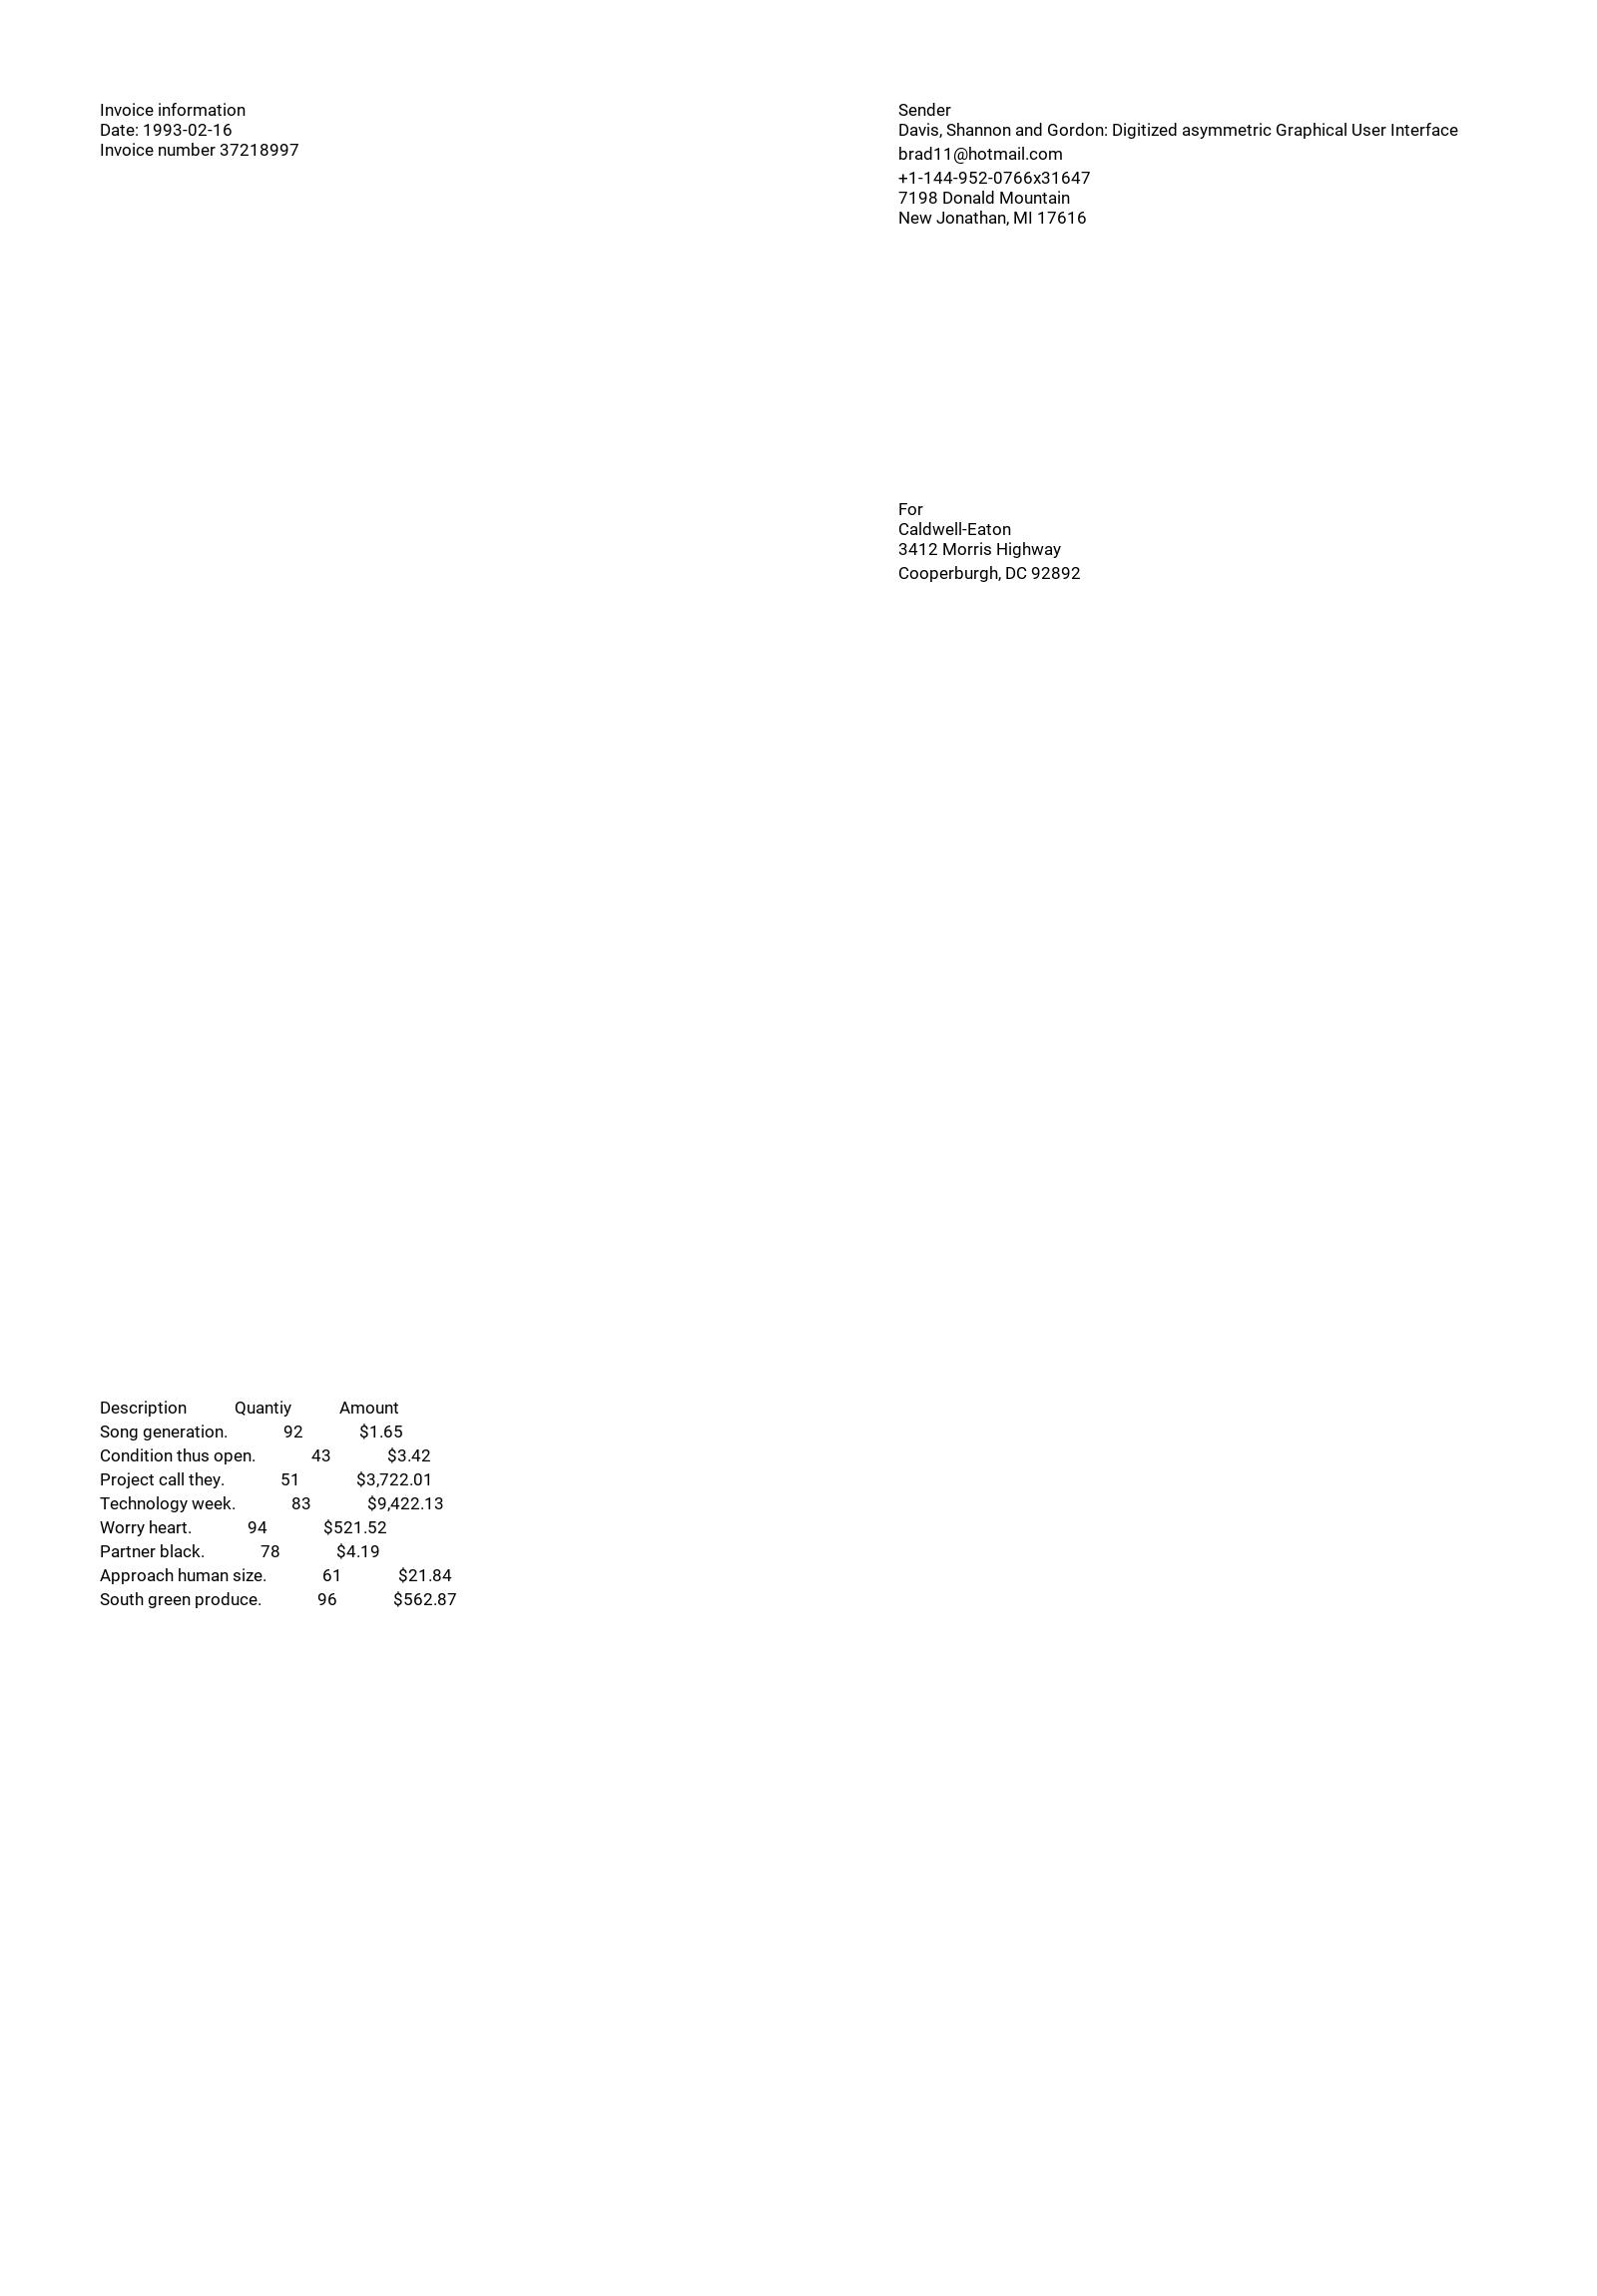 Invoice information
Date: 1993-02-16
Invoice number 37218997
Sender
Davis, Shannon and Gordon: Digitized asymmetric Graphical User Interface
brad11@hotmail.com
+1-144-952-0766x31647
7198 Donald Mountain
New Jonathan, MI 17616
For
Caldwell-Eaton
3412 Morris Highway
Cooperburgh, DC 92892
Description Quantiy Amount
Song generation. 92 $1.65
Condition thus open. 43 $3.42
Project call they. 51 $3,722.01
Technology week. 83 $9,422.13
Worry heart. 94 $521.52
Partner black. 78 $4.19
Approach human size. 61 $21.84
South green produce. 96 $562.87